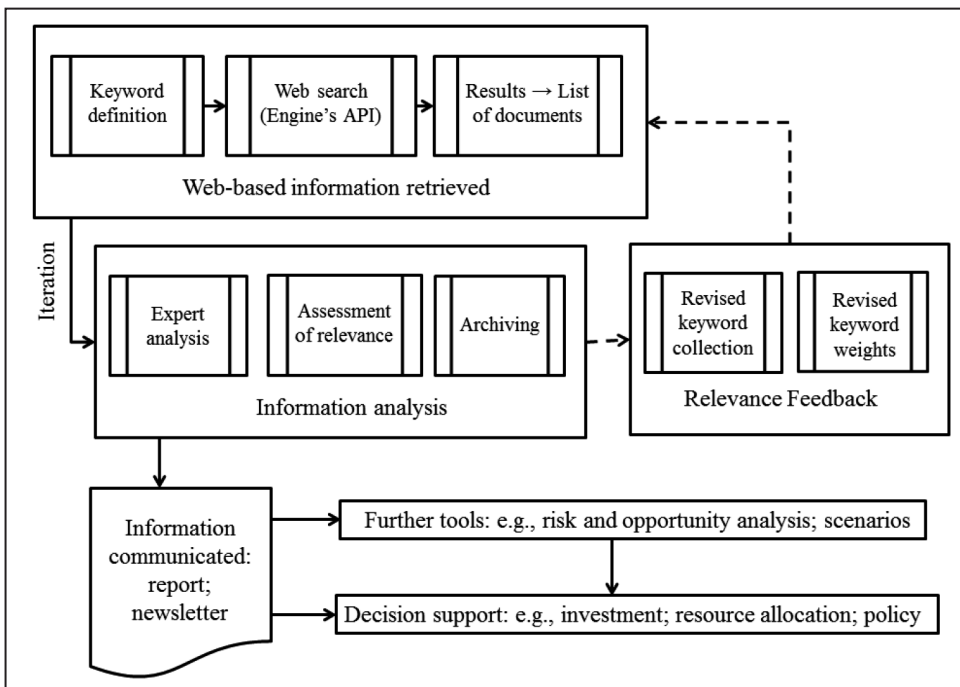 Keyword
definition
Web search
(Engine's API)
Results → List
of documents
Web-based information retrieved
Iteration
Expert
analysis
Assessment
of relevance
Archiving
Information analysis
Revised
keyword
collection
Revised
keyword
weights
Relevance Feedback
Information
communicated:
report;
newsletter
Further tools: e.g., risk and opportunity analysis; scenarios
Decision support: e.g., investment; resource allocation; policy